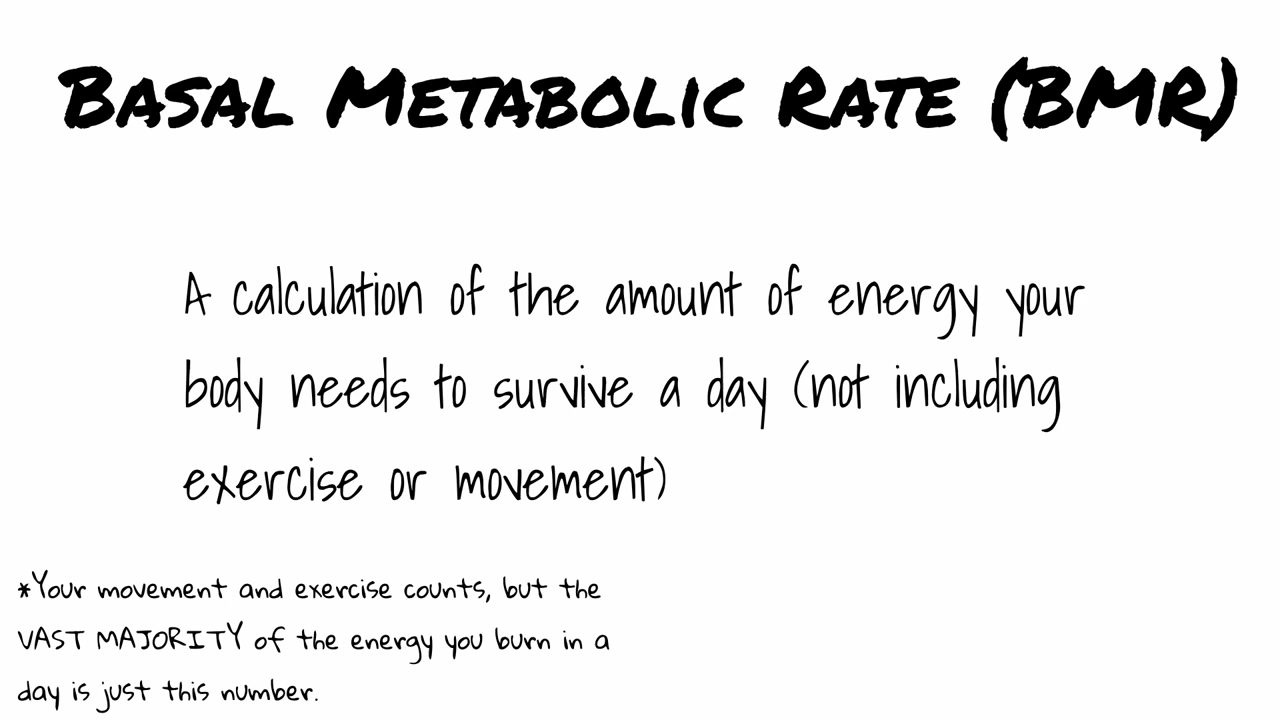 Basal Metabolic Rate (BMR)
A calculation of the amount of energy your
body needs to survive a day (not including
exercise or movement)
*Your movement and exercise counts, but the
VAST MAJORITY of the energy you burn in a
day is just this number.